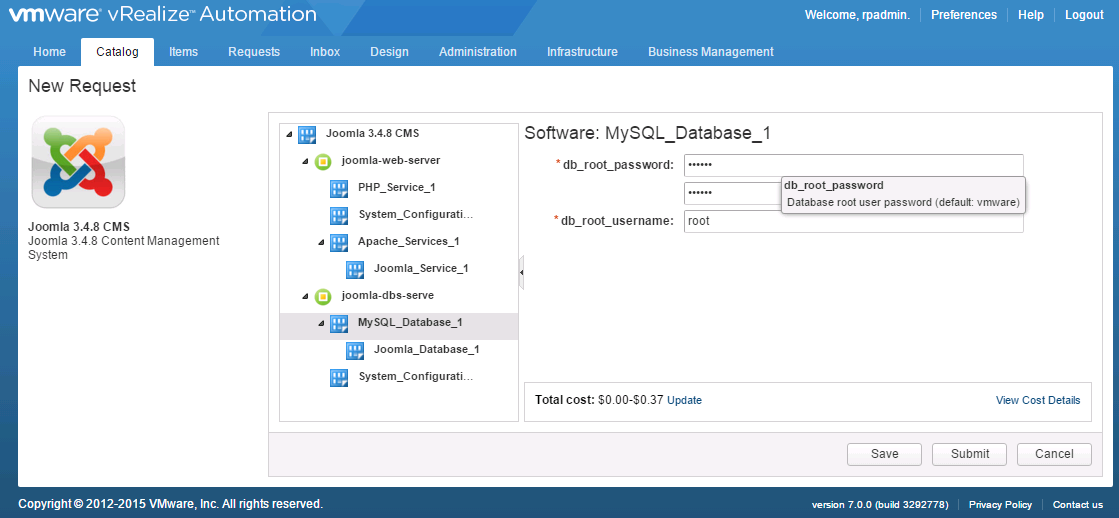 vmware® vRealize™ Automation
Welcome, rpadmin. Preferences Help Logout
Home Catalog Items Requests Inbox Design Administration Infrastructure Business Management
New Request
Joomla 3.4.8 CMS
Joomla 3.4.8 Content Management
System
Joomla 3.4.8 CMS
joomla-web-server
PHP_Service_1
System_Configurati...
Apache_Services_1
Joomla_Service_1
joomla-dbs-serve
MySQL_Database_1
Joomla_Database_1
System_Configurati...
Software: MySQL_Database_1
* db_root_password: ••••••
••••••
db_root_password
Database root user password (default: vmware)
* db_root_username: root
Total cost: $0.00-$0.37 Update View Cost Details
Save Submit Cancel
Copyright © 2012-2015 VMware, Inc. All rights reserved.
version 7.0.0 (build 3292778) Privacy Policy Contact us